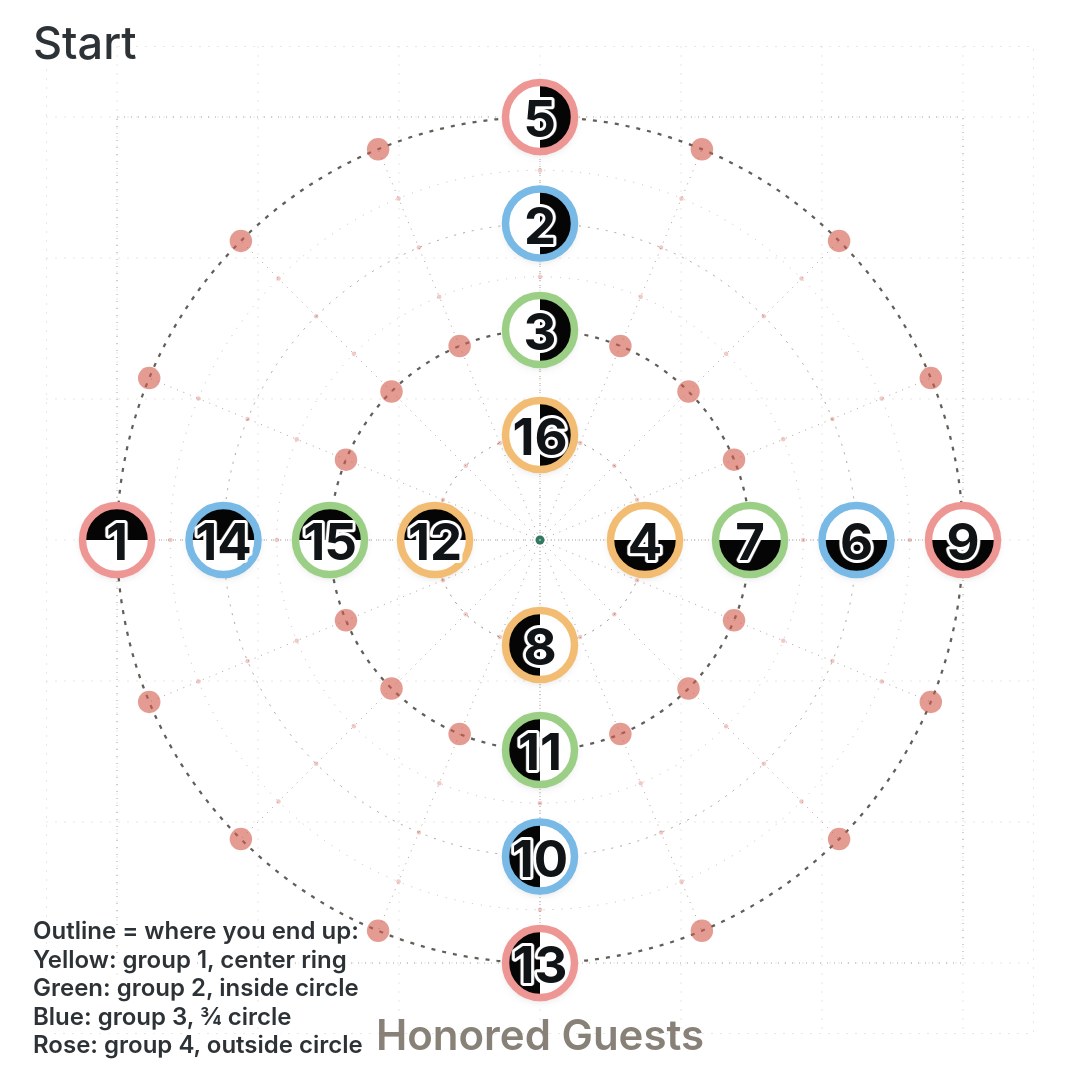 Start
5
2
3
16
1 14 15 12 4 7 6 9
8
11
10
13
Outline = where you end up:
Yellow: group 1, center ring
Green: group 2, inside circle
Blue: group 3, ¾ circle
Rose: group 4, outside circle
Honored Guests